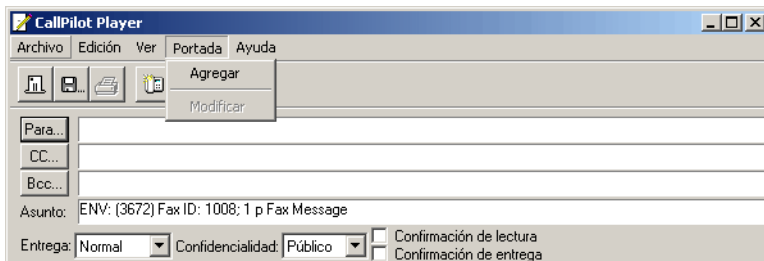 CallPilot Player
Archivo Edición Ver Portada Ayuda
Agregar
Modificar
Para...
CC...
Bcc...
Asunto: ENV: (3672) Fax ID: 1008; 1 p Fax Message
Entrega: Normal Confidencialidad: Público Confirmación de lectura
Confirmación de entrega